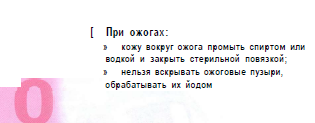 [ При ожогах:
» кожу вокруг ожога промыть спиртом или
водкой и закрыть стерильной повязкой;
» нельзя вскрывать ожоговые пузыри,
обрабатывать их йодом
О